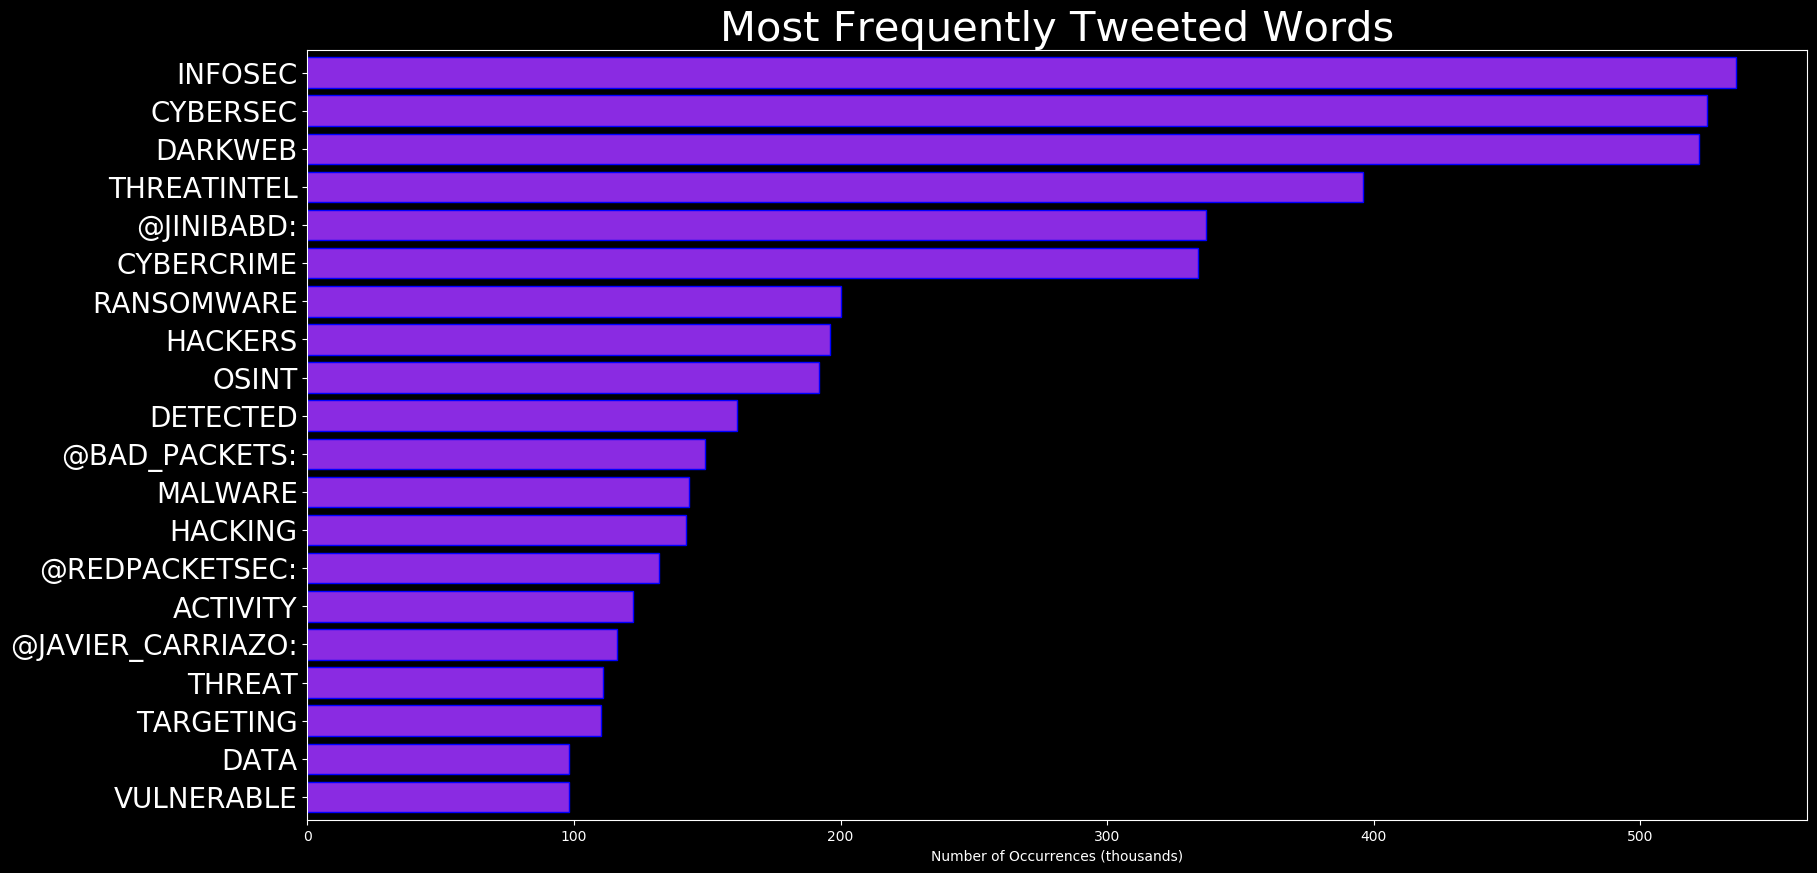 Most Frequently Tweeted Words
INFOSEC
CYBERSEC
DARKWEB
THREATINTEL
@JINIBABD:
CYBERCRIME
RANSOMWARE
HACKERS
OSINT
DETECTED
@BAD_PACKETS:
MALWARE
HACKING
@REDPACKETSEC:
ACTIVITY
@JAVIER_CARRIAZO:
THREAT
TARGETING
DATA
VULNERABLE
0 100 200 300 400 500
Number of Occurrences (thousands)